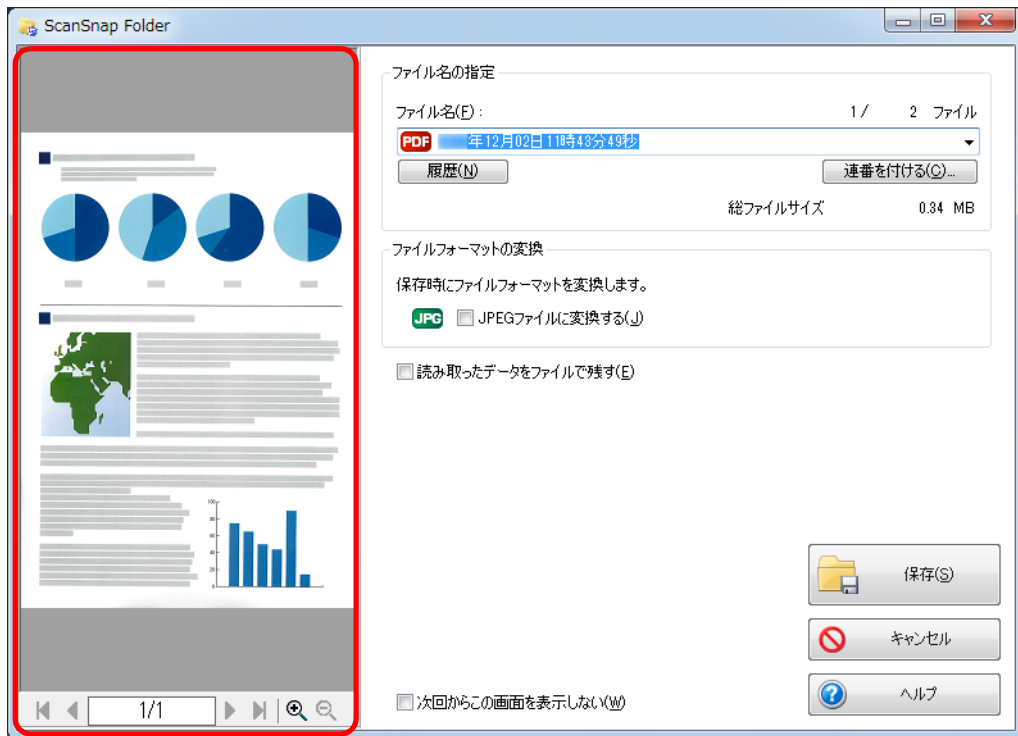 ScanSnap Folder
ファイル名の指定
ファイル名(F):
1/ 2 ファイル
PDF 年12月02日11時43分49秒
履歴(N)
連番を付ける(C)...
総ファイルサイズ 0.34 MB
ファイルフォーマットの変換
保存時にファイルフォーマットを変換します。
JPG JPEGファイルに変換する(J)
読み取ったデータをファイルで残す(E)
100
80
60
40
20
0
保存(S)
キャンセル
ヘルプ
1/1
次回からこの画面を表示しない(W)